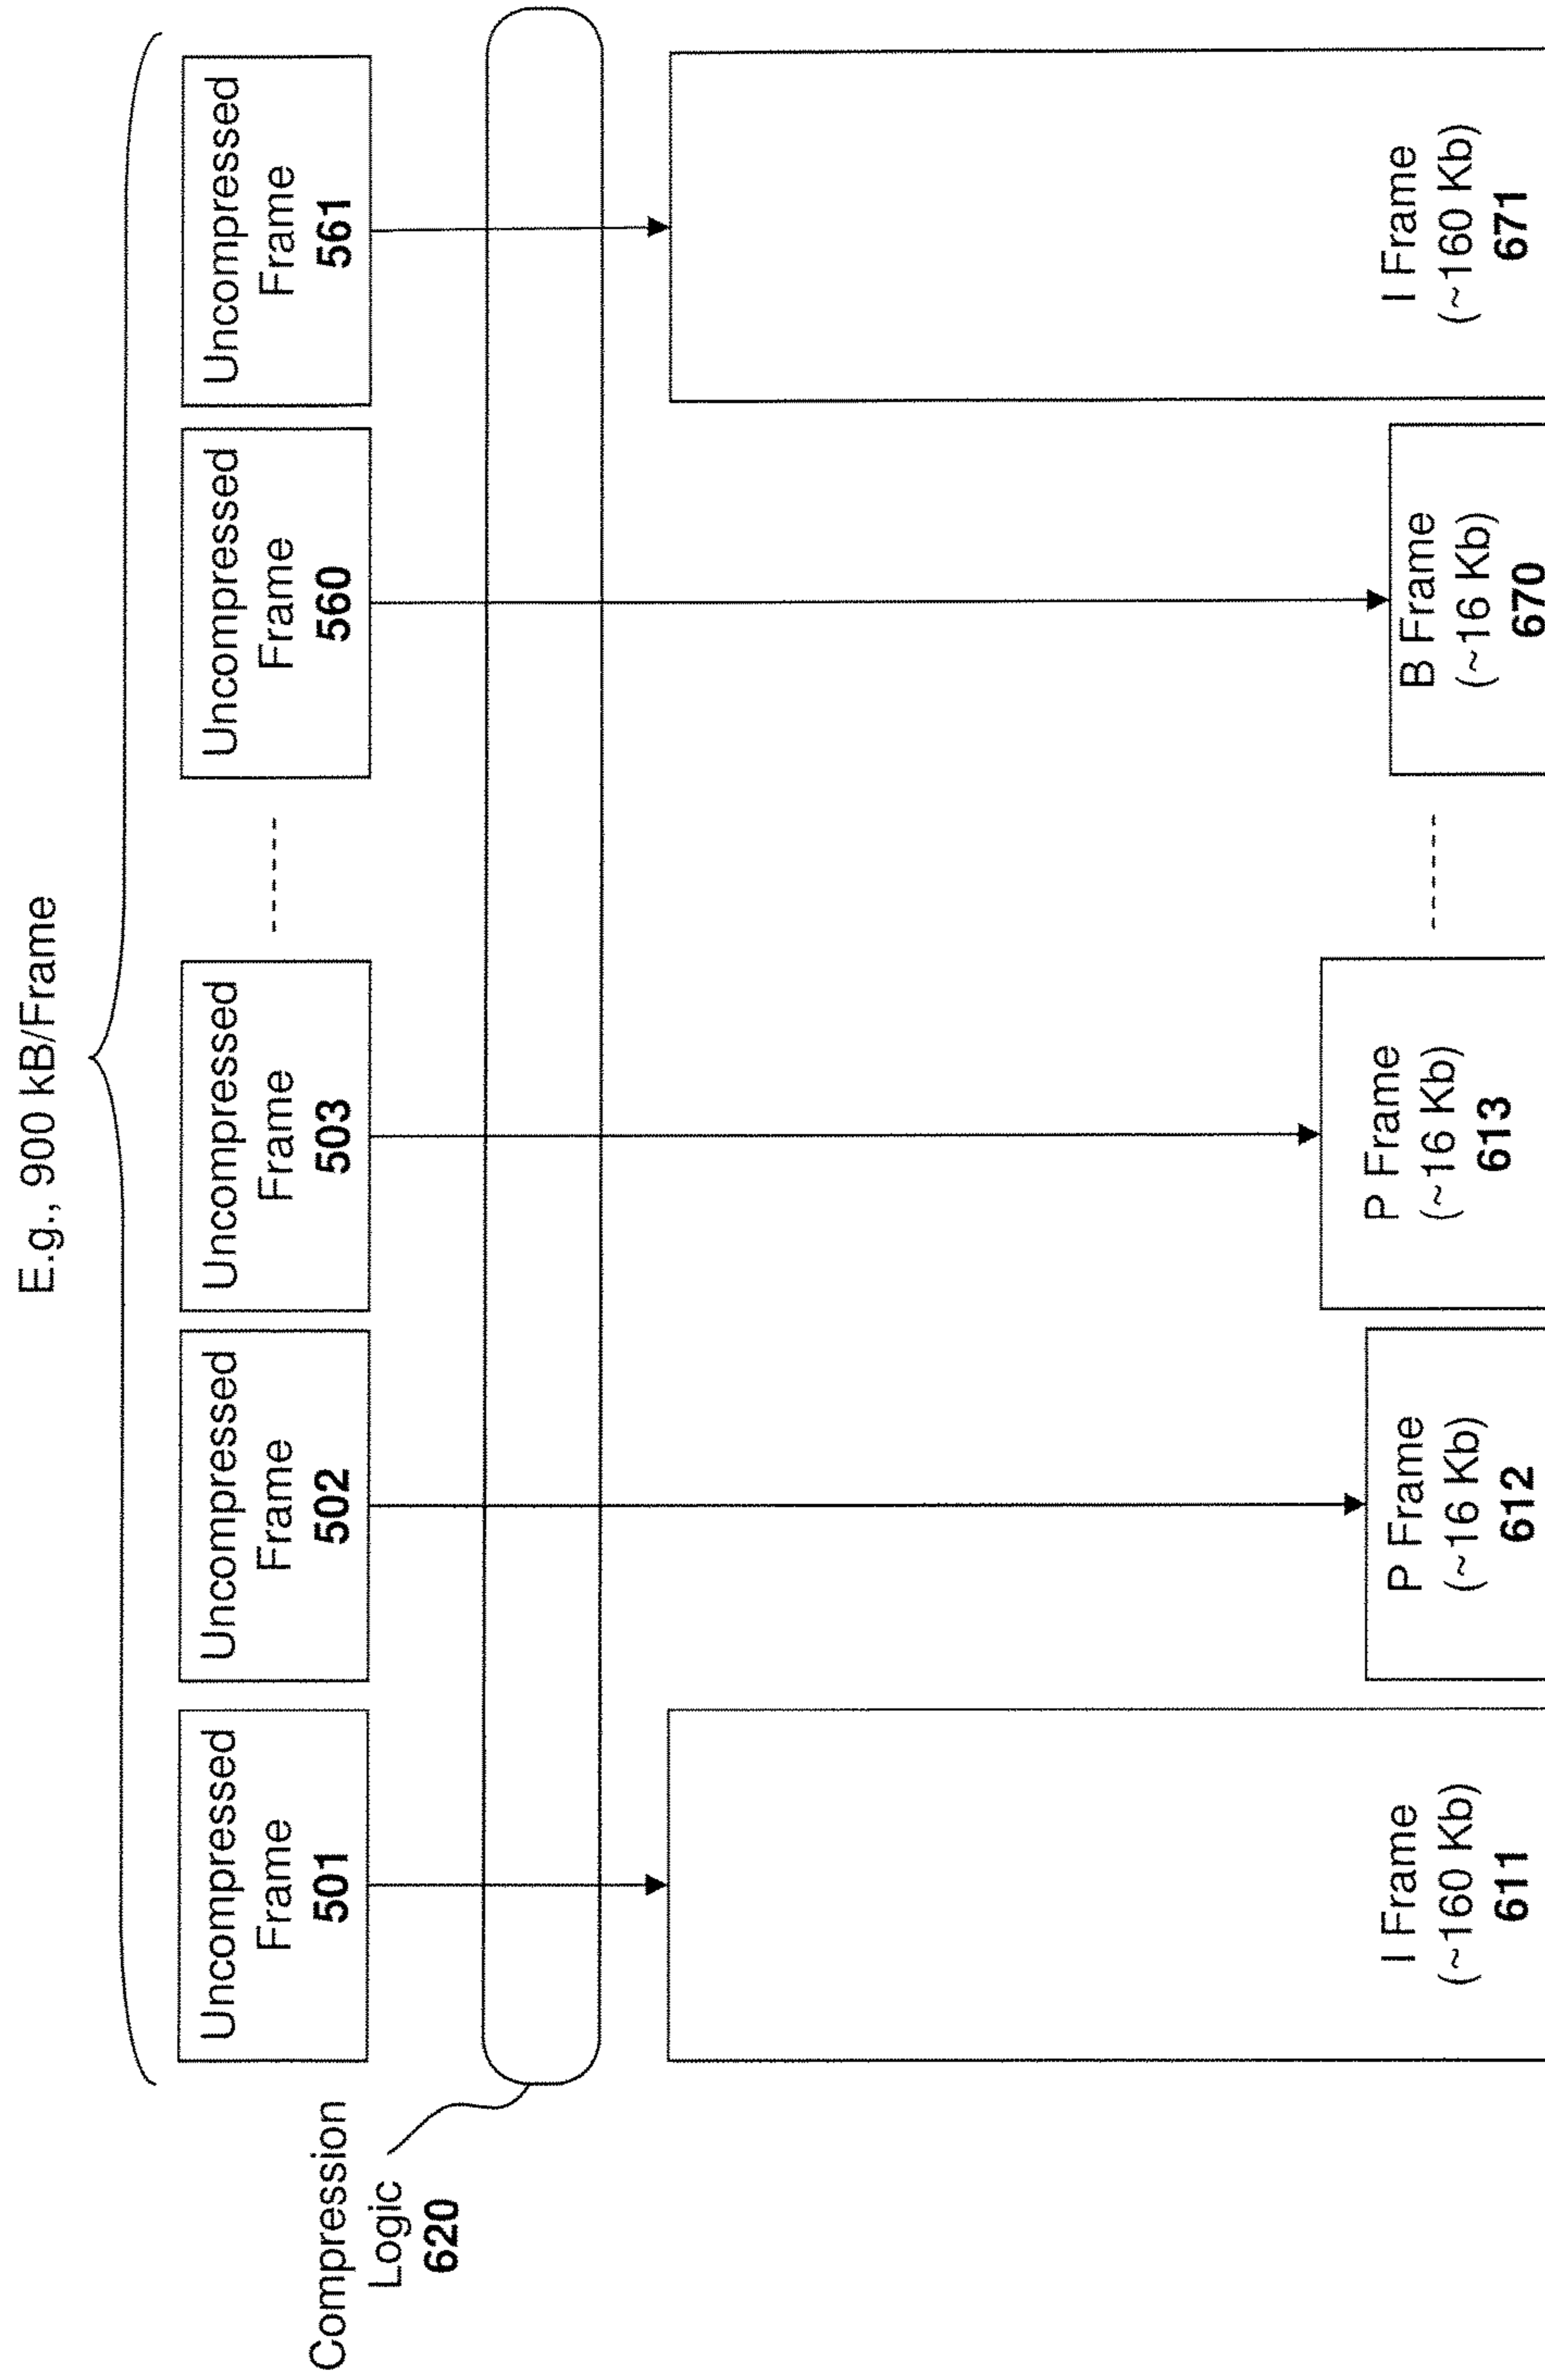 E.g., 900 kB/Frame
Uncompressed
Frame
501
Uncompressed
Frame
502
Uncompressed
Frame
503
Uncompressed
Frame
560
Uncompressed
Frame
561
Compression
Logic
620
I Frame
(~160 Kb)
611
P Frame
(~16 Kb)
612
P Frame
(~16 Kb)
613
B Frame
(~16 Kb)
670
I Frame
(~160 Kb)
671